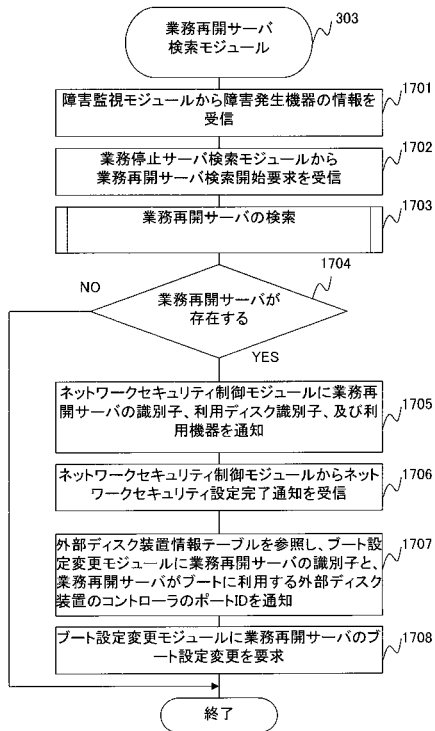 業務再開サーバ
検索モジュール
303
1701
障害監視モジュールから障害発生機器の情報を
受信
1702
業務停止サーバ検索モジュールから
業務再開サーバ検索開始要求を受信
1703
業務再開サーバの検索
1704
NO
業務再開サーバが
存在する
YES
ネットワークセキュリティ制御モジュールに業務再
開サーバの識別子、利用ディスク識別子、及び利
用機器を通知
1705
ネットワークセキュリティ制御モジュールからネット
ワークセキュリティ設定完了通知を受信
1706
外部ディスク装置情報テーブルを参照し、ブート設
定変更モジュールに業務再開サーバの識別子と、
業務再開サーバがブートに利用する外部ディスク
装置のコントローラのポートIDを通知
1707
ブート設定変更モジュールに業務再開サーバのブ
ート設定変更を要求
1708
終了